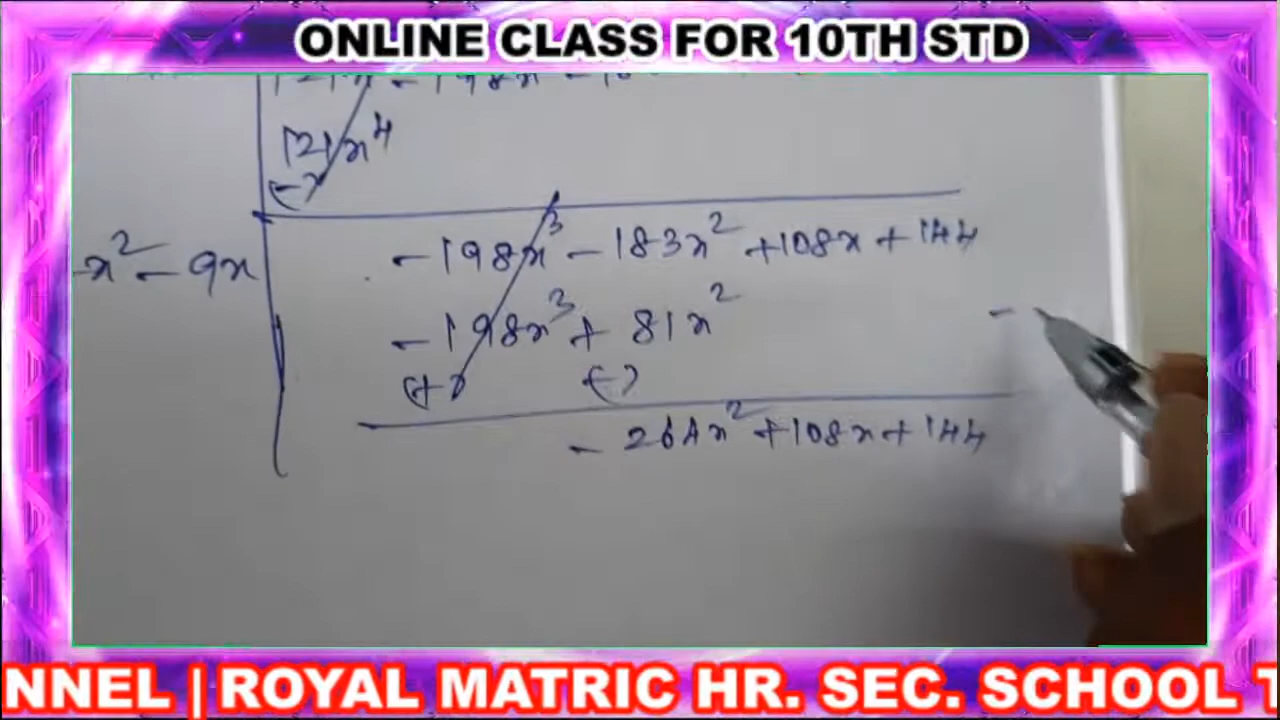 ONLINE CLASS FOR 10TH STD
121x⁴
(-)
-198x³ - 183x² + 108x + 144
x² - 9x
-198x³ + 81x²
(+) (-)
- 264x² + 108x + 144
-
NNEL | ROYAL MATRIC HR. SEC. SCHOOL T